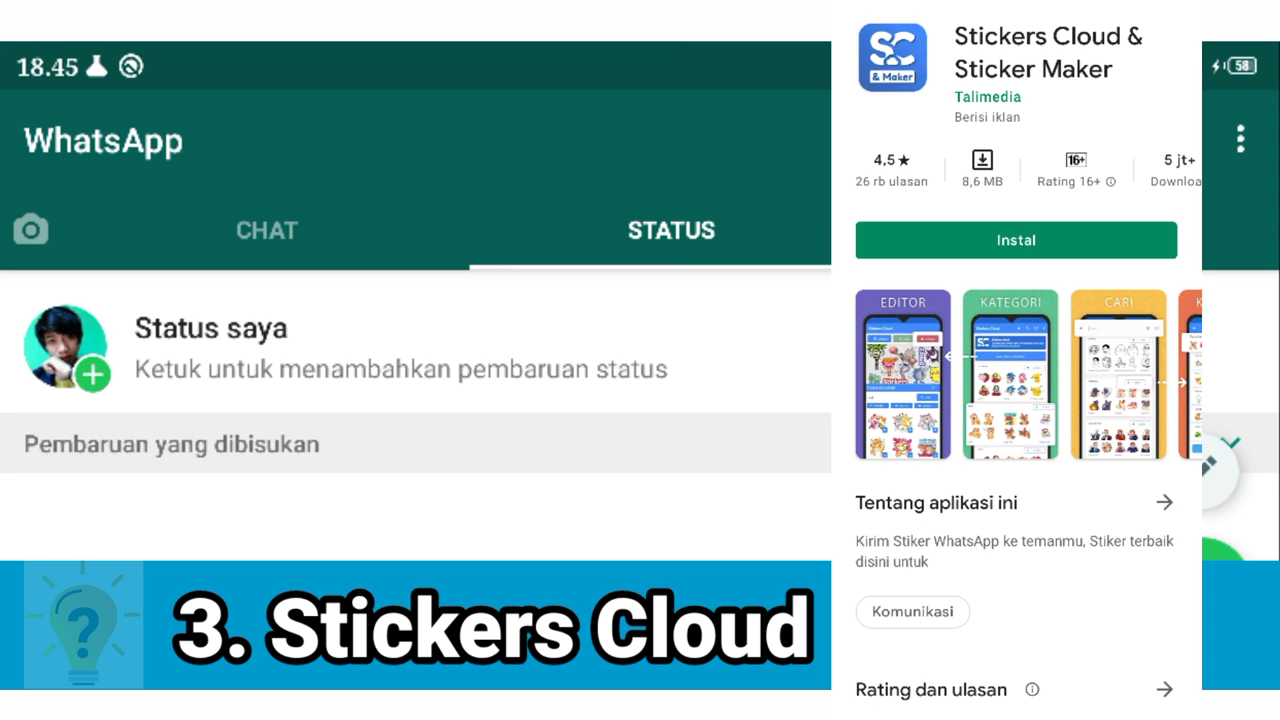 18.45
58
WhatsApp
CHAT
STATUS
Status saya
Ketuk untuk menambahkan pembaruan status
Pembaruan yang dibisukan
?
3. Stickers Cloud
SC
& Maker
Stickers Cloud &
Sticker Maker
Talimedia
Berisi iklan
4,5★
26 rb ulasan
8,6 MB
16+
Rating 16+
5 jt+
Downloa
Instal
EDITOR
KATEGORI
CARI
K
Tentang aplikasi ini
Kirim Stiker WhatsApp ke temanmu, Stiker terbaik
disini untuk
Komunikasi
Rating dan ulasan